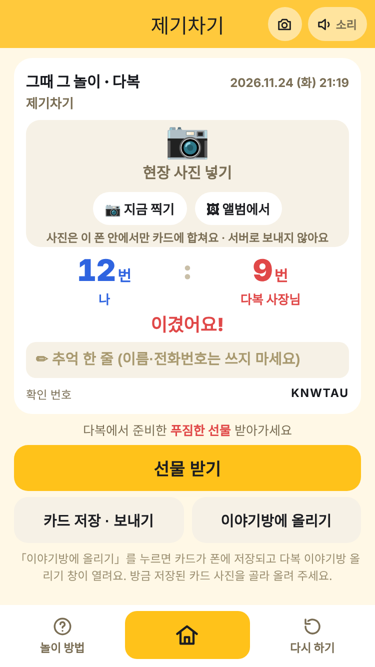 제기차기
소리
그때 그 놀이 · 다복
2026.11.24 (화) 21:19
제기차기
현장 사진 넣기
지금 찍기
앨범에서
사진은 이 폰 안에서만 카드에 합쳐요 · 서버로 보내지 않아요
12번 : 9번
나
다복 사장님
이겼어요!
✏ 추억 한 줄 (이름·전화번호는 쓰지 마세요)
확인 번호
KNWTAU
다복에서 준비한 푸짐한 선물 받아가세요
선물 받기
카드 저장 · 보내기
이야기방에 올리기
「이야기방에 올리기」를 누르면 카드가 폰에 저장되고 다복 이야기방 올
리기 창이 열려요. 방금 저장된 카드 사진을 골라 올려 주세요.
놀이 방법
다시 하기